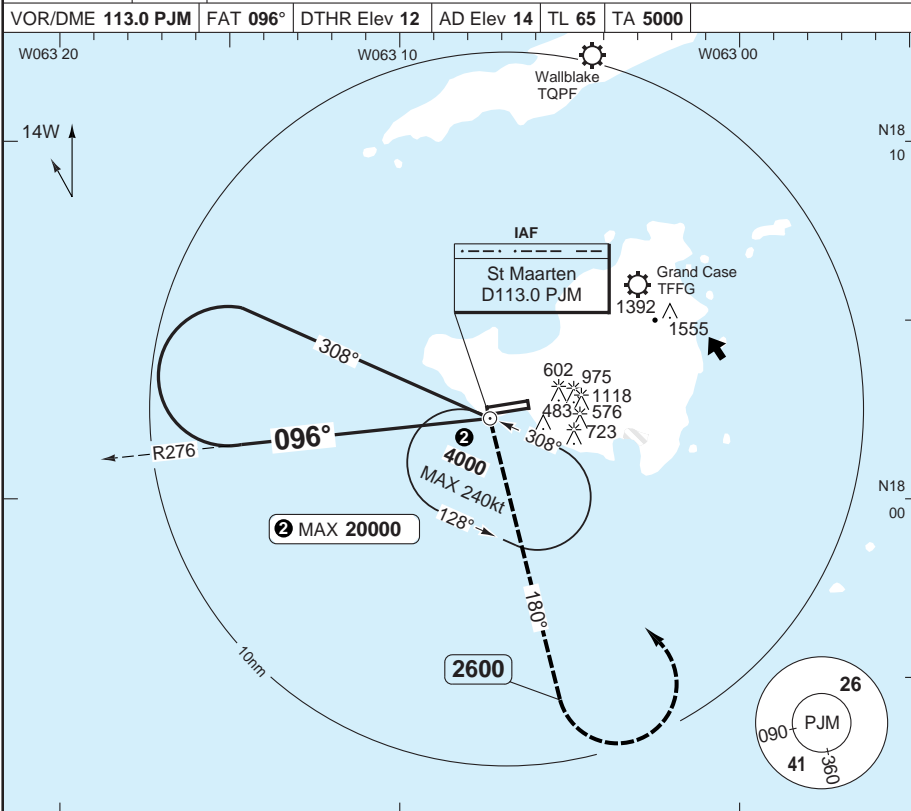 VOR/DME 113.0 PJM FAT 096° DTHR Elev 12 AD Elev 14 TL 65 TA 5000
W063 20 W063 10 W063 00
Wallblake
TQPF
14W
N18
10
IAF
St Maarten
D113.0 PJM
Grand Case
TFFG
1392
1555
308°
602
975
1118
483
576
723
308°
096°
R276
2
4000
MAX 240kt
128°
N18
00
2 MAX 20000
180°
10nm
2600
26
PJM
090
41
360